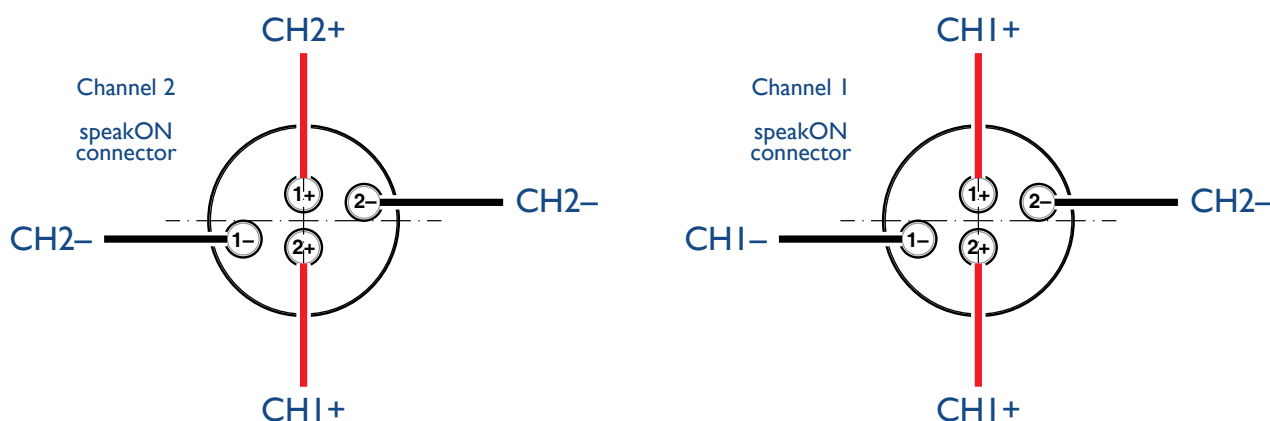 CH2+
Channel 2
speakON
connector
1+
2–
CH2–
CH2–
1–
2+
CH1+
CH1+
Channel 1
speakON
connector
1+
2–
CH2–
CH1–
1–
2+
CH1+